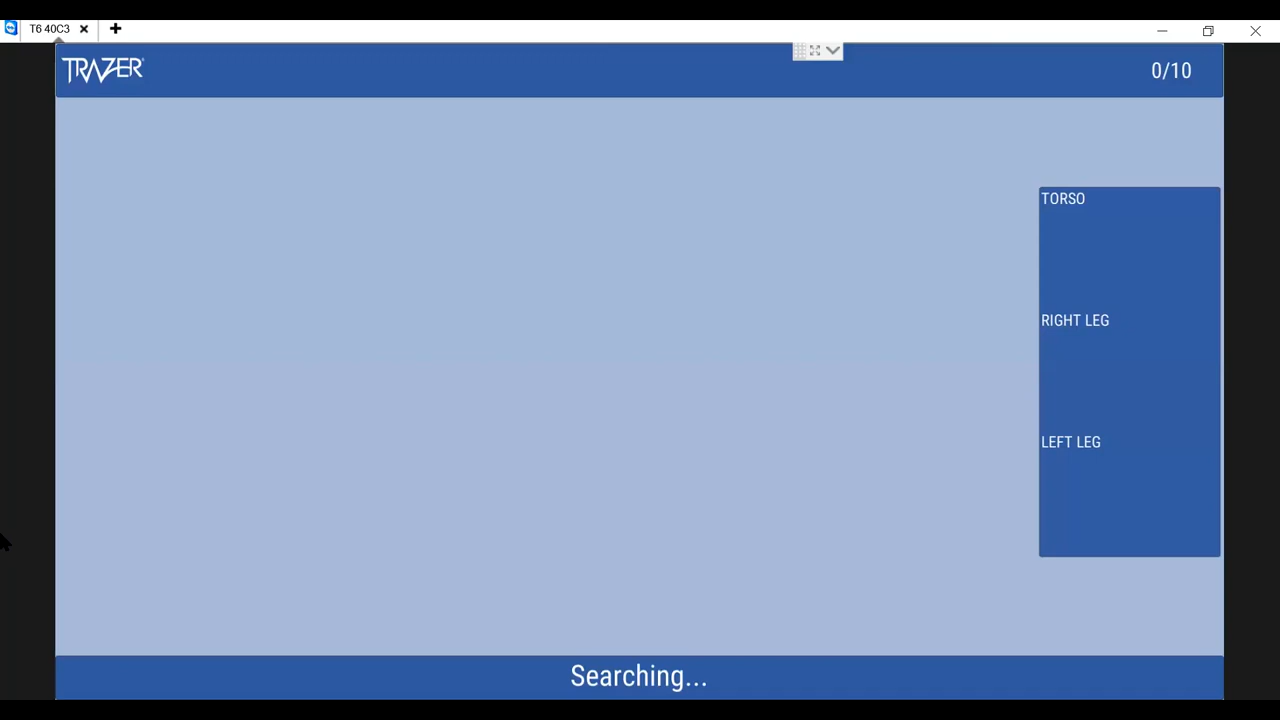 T6 40C3
TRAZER
0/10
TORSO
RIGHT LEG
LEFT LEG
Searching...